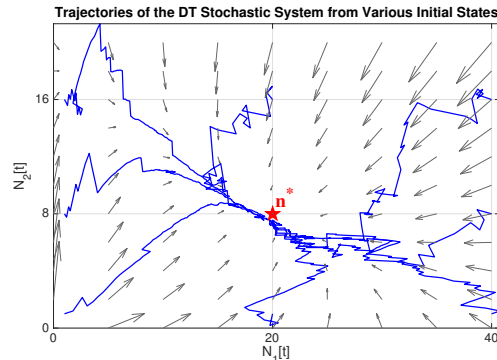 Trajectories of the DT Stochastic System from Various Initial States
N₂[t]
16
8
0
n*
0
20
40
N₁[t]